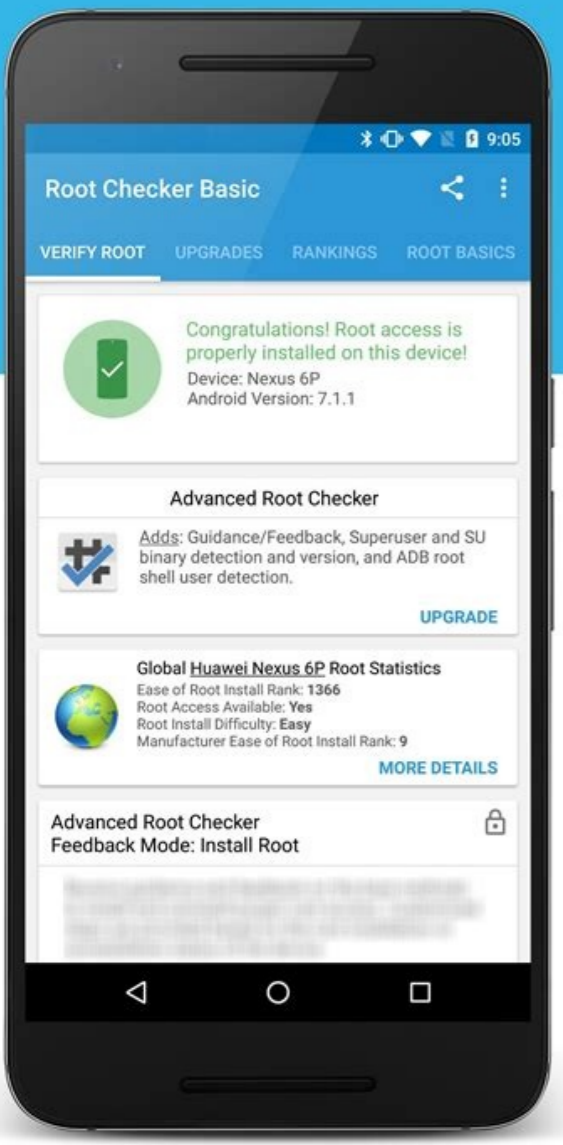 9:05
Root Checker Basic
VERIFY ROOT UPGRADES RANKINGS ROOT BASICS
Congratulations! Root access is
properly installed on this device!
Device: Nexus 6P
Android Version: 7.1.1
Advanced Root Checker
Adds: Guidance/Feedback, Superuser and SU
binary detection and version, and ADB root
shell user detection.
UPGRADE
Global Huawei Nexus 6P Root Statistics
Ease of Root Install Rank: 1366
Root Access Available: Yes
Root Install Difficulty: Easy
Manufacturer Ease of Root Install Rank: 9
MORE DETAILS
Advanced Root Checker
Feedback Mode: Install Root